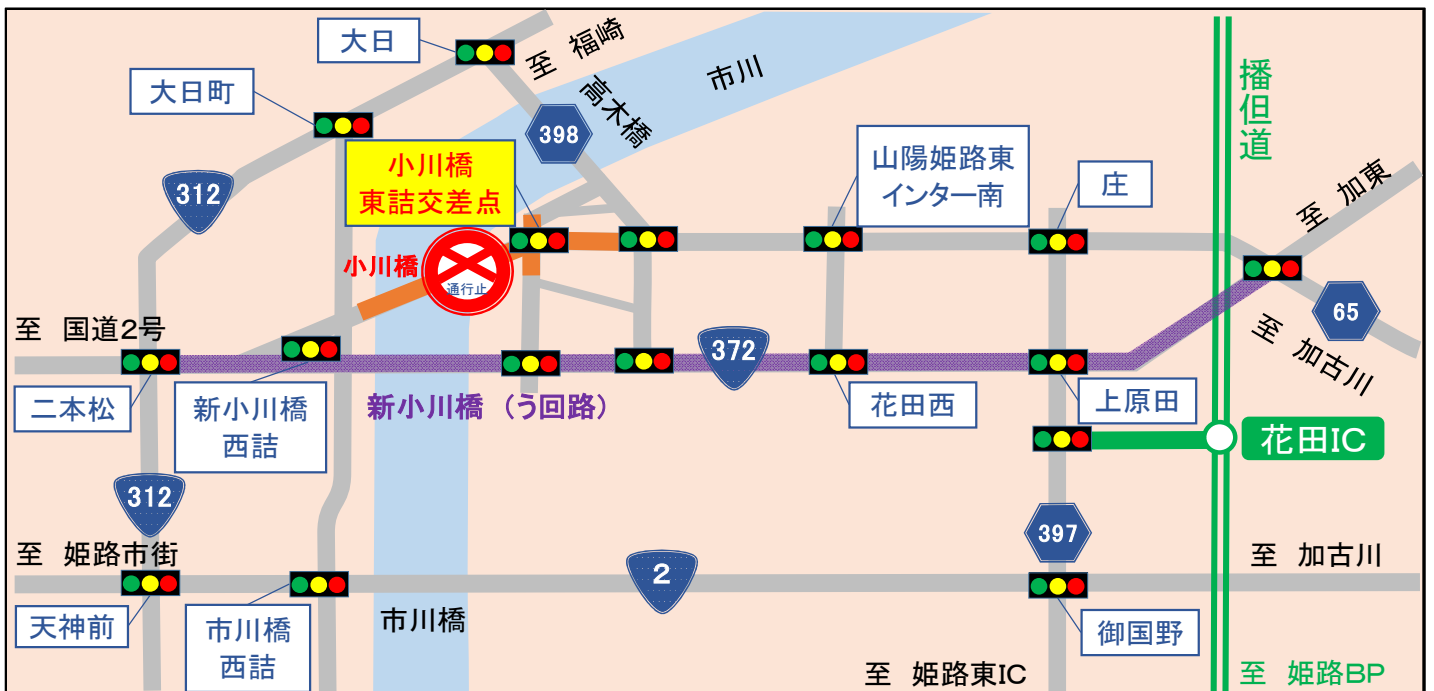 大日
至 福崎
市川
播但道
大日町
高木橋
398
小川橋
東詰交差点
山陽姫路東
インター南
庄
至 加東
312
小川橋
通行止
65
至 国道2号
372
至 加古川
二本松
新小川橋
西詰
新小川橋（う回路）
花田西
上原田
花田IC
312
397
至 姫路市街
2
至 加古川
天神前
市川橋
西詰
市川橋
御国野
至 姫路東IC
至 姫路BP